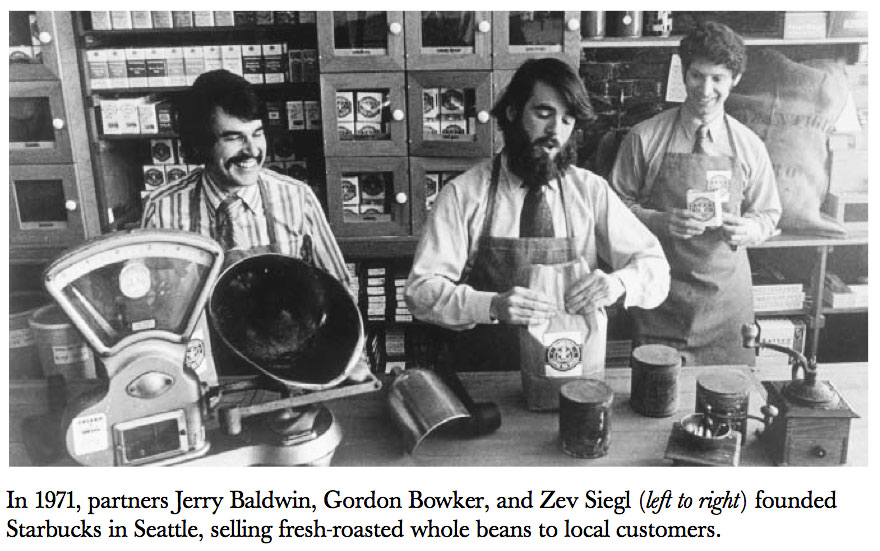 In 1971, partners Jerry Baldwin, Gordon Bowker, and Zev Siegl (left to right) founded
Starbucks in Seattle, selling fresh-roasted whole beans to local customers.